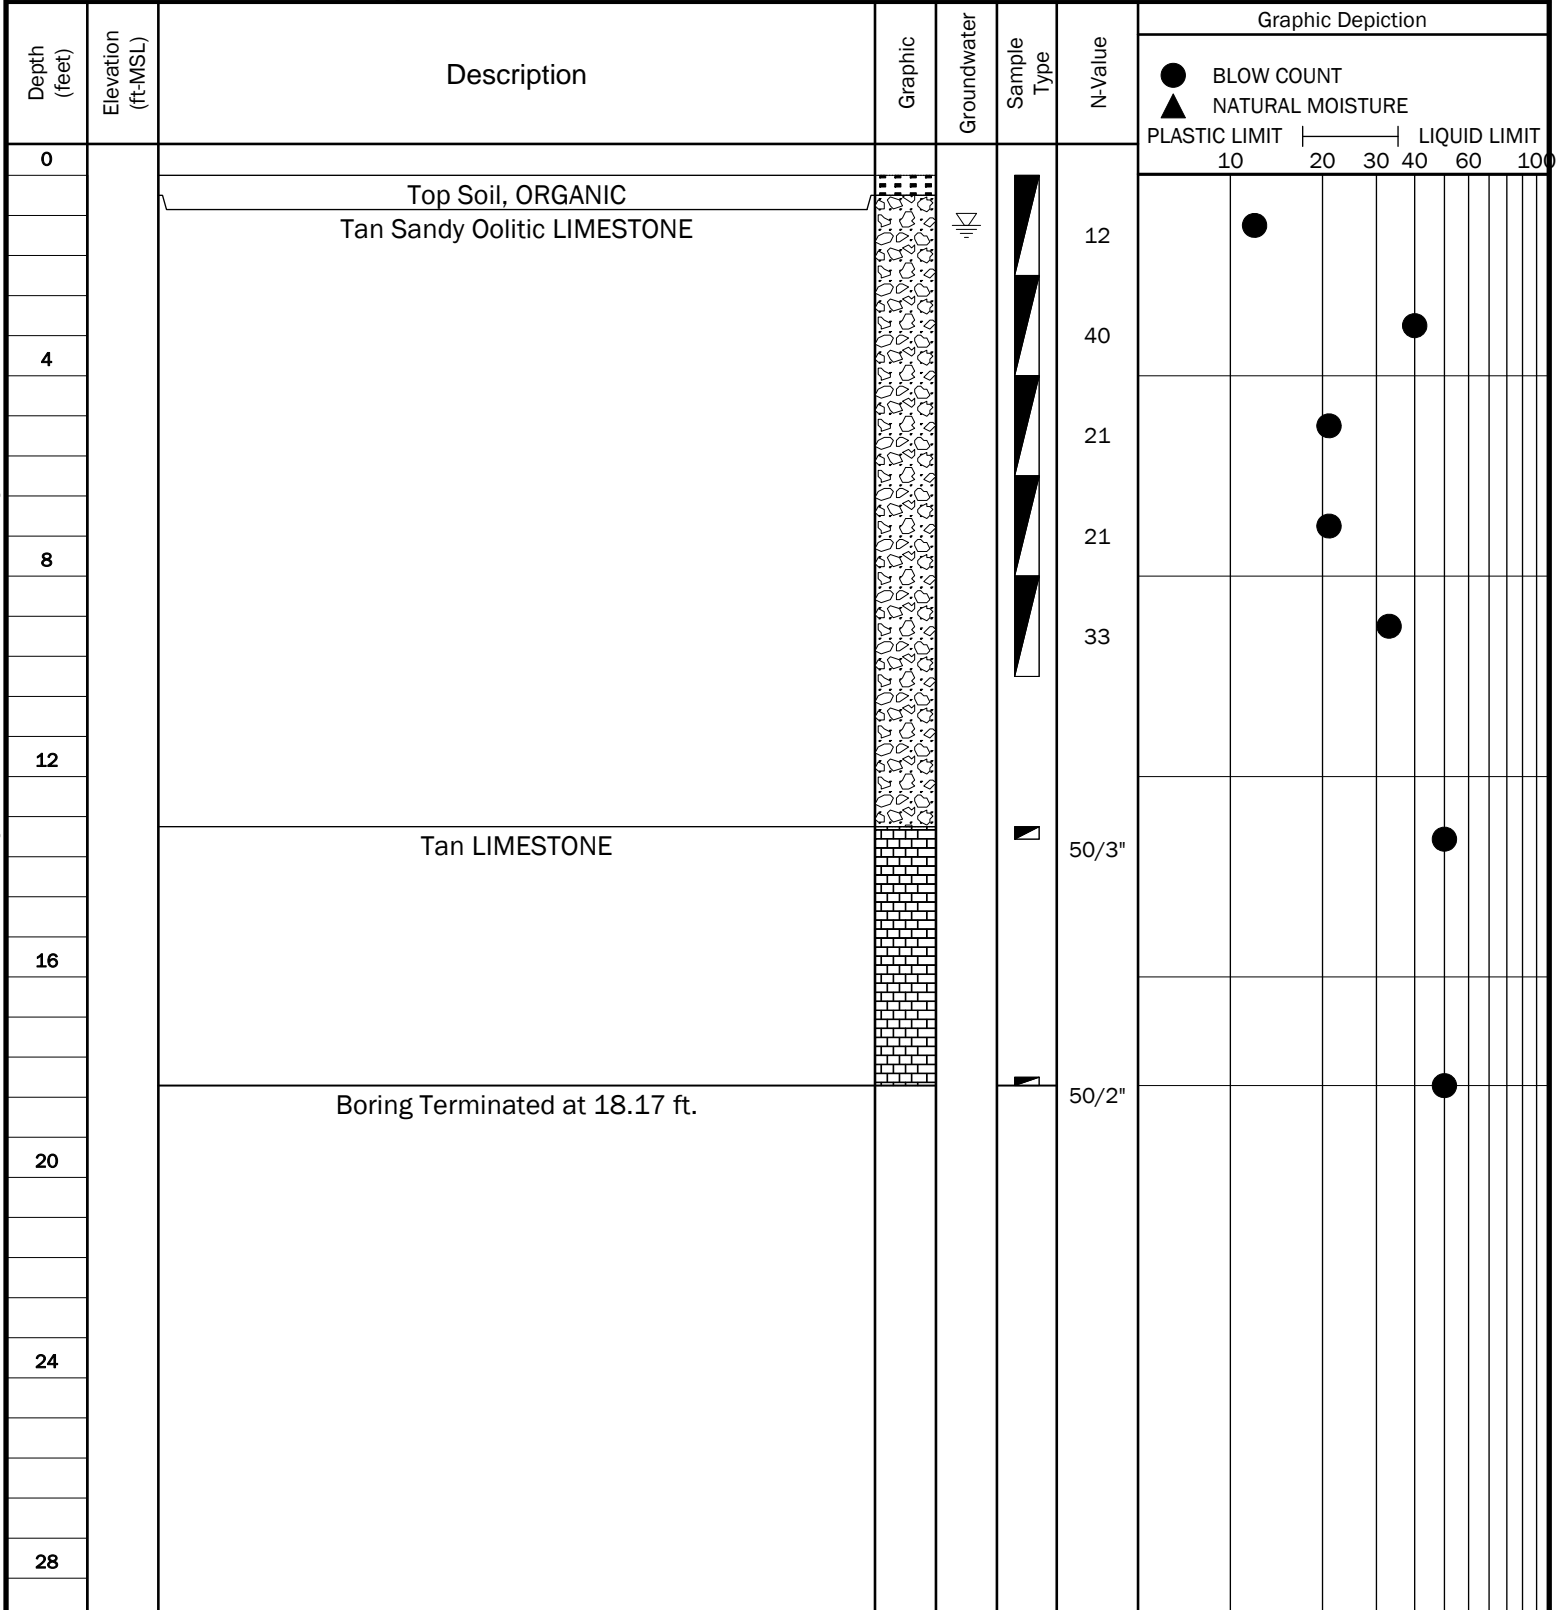 Depth
(feet)
Elevation
(ft-MSL)
Description
Graphic
Groundwater
Sample
Type
N-Value
Graphic Depiction
BLOW COUNT
NATURAL MOISTURE
PLASTIC LIMIT LIQUID LIMIT
10 20 30 40 60 100
0
Top Soil, ORGANIC
Tan Sandy Oolitic LIMESTONE
12
40
4
21
21
8
33
12
Tan LIMESTONE
50/3"
16
50/2"
Boring Terminated at 18.17 ft.
20
24
28